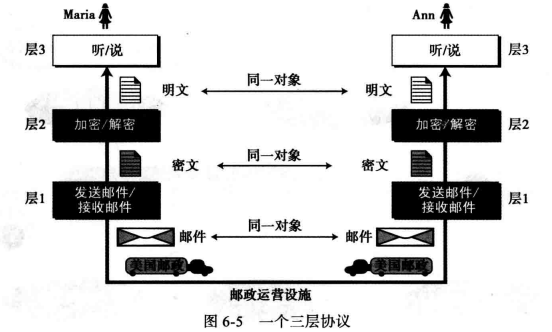 Maria
Ann
层3 听/说 听/说 层3
明文 同一对象 明文
层2 加密/解密 加密/解密 层2
密文 同一对象 密文
层1 发送邮件/ 发送邮件/ 层1
接收邮件 接收邮件
邮件 同一对象 邮件
美国邮政 美国邮政
邮政运营设施
图 6-5 一个三层协议